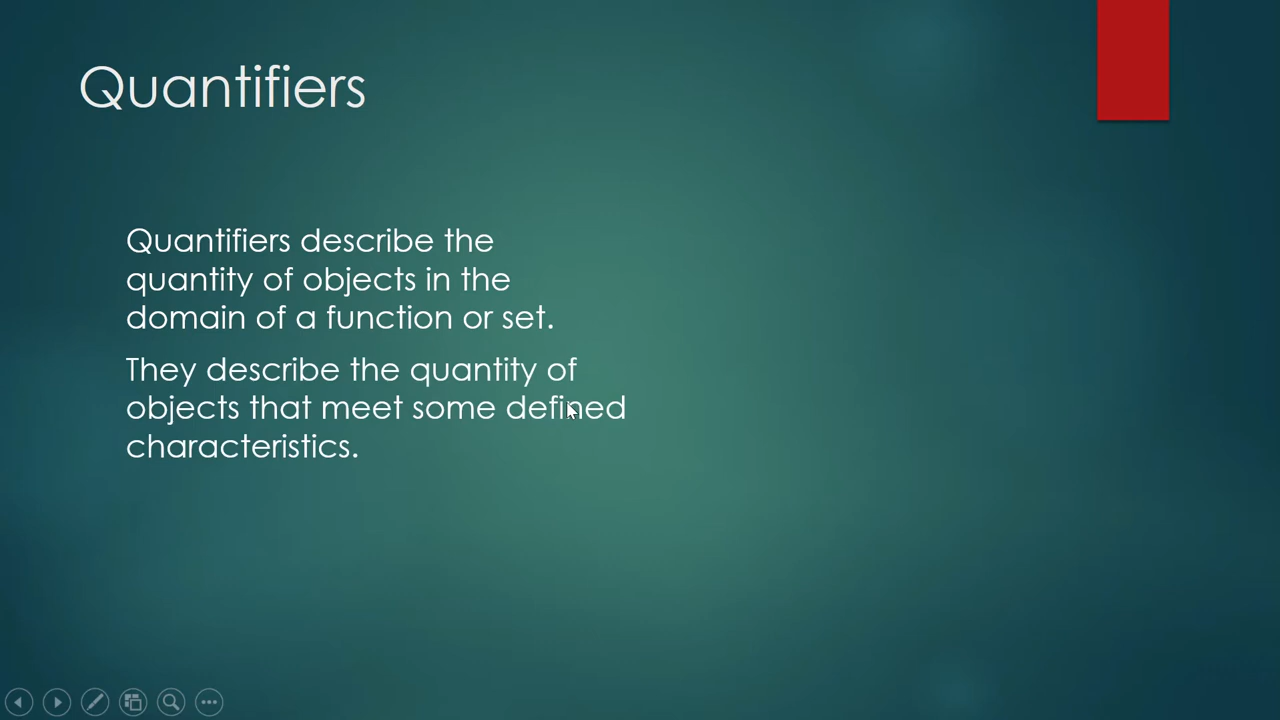 Quantifiers
Quantifiers describe the
quantity of objects in the
domain of a function or set.
They describe the quantity of
objects that meet some defined
characteristics.